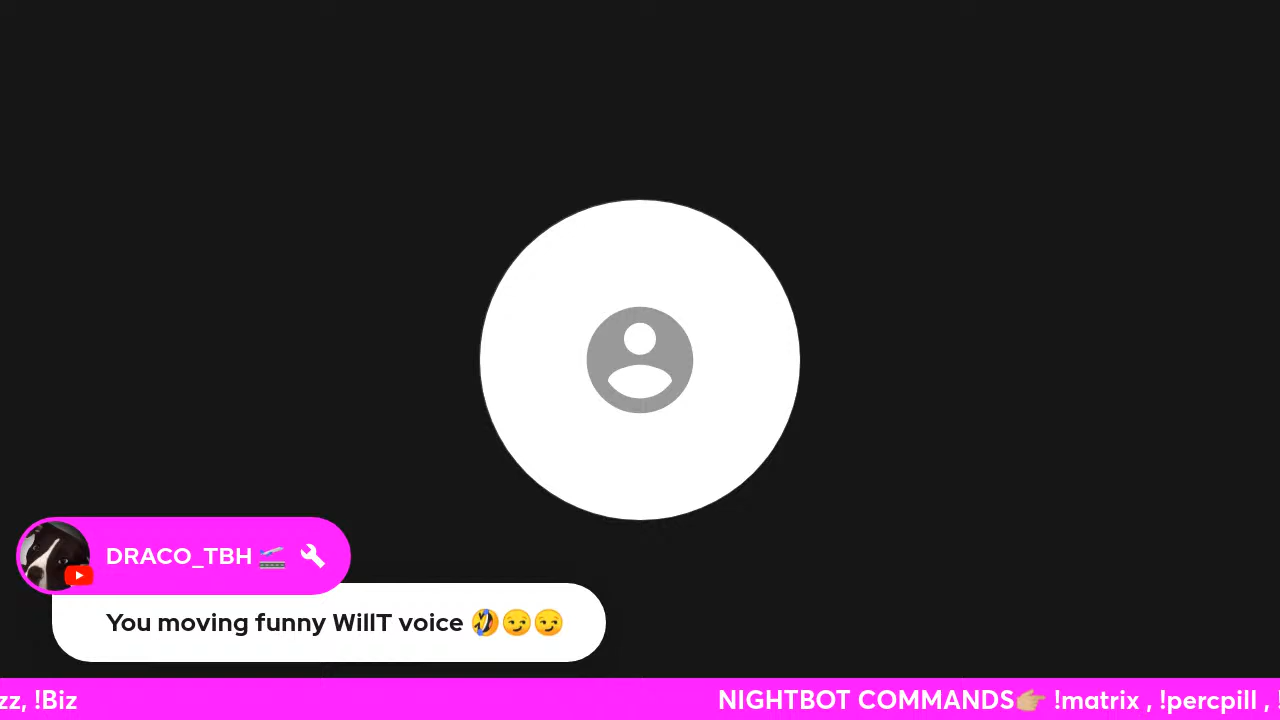 DRACO_TBH
You moving funny WillT voice 🤣😏😏
zz, !Biz
NIGHTBOT COMMANDS👉🏼 !matrix , !percpill ,